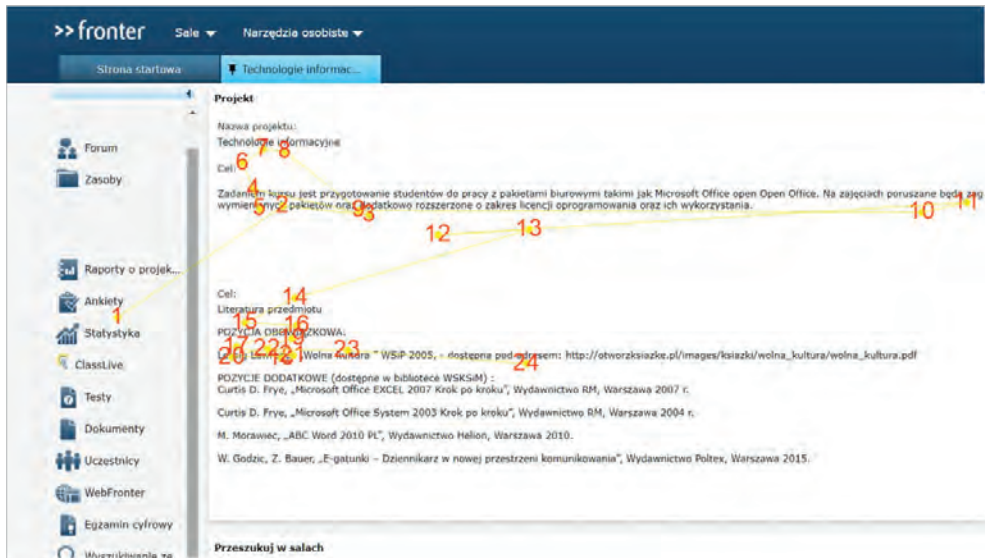 >>fronter Sale Narzędzia osobiste
Strona startowa Technologie informac...
Forum
Zasoby
Raporty o projek...
Ankiety
Statystyka
ClassLive
Testy
Dokumenty
Uczestnicy
WebFronter
Egzamin cyfrowy
Wyszukiwanie za
Projekt
Nazwa projektu:
Technologie informacyjne
7 8
6
Cel:
4
Zadaniem kursu jest przygotowanie studentów do pracy z pakietami biurowymi takimi jak Microsoft Office open Open Office. Na zajęciach poruszane będą zag
wymienionych pakietów oraz dodatkowo rozszerzone o zakres licencji oprogramowania oraz ich wykorzystania.
5 2 9 3 10 11
12 13
1
14
Cel:
Literatura przedmiotu
15 16
POZYCJA OBOWIĄZKOWA:
17 19
20 22 21 23 24
18
"Wolna Kultura" WSiP 2005, - dostępna pod adresem: http://otworzksiazke.pl/images/ksiazki/wolna_kultura/wolna_kultura.pdf
POZYCJE DODATKOWE (dostępne w bibliotece WSKSiM) :
Curtis D. Frye, „Microsoft Office EXCEL 2007 Krok po kroku", Wydawnictwo RM, Warszawa 2007 r.
Curtis D. Frye, „Microsoft Office System 2003 Krok po kroku", Wydawnictwo RM, Warszawa 2004 r.
M. Morawiec, „ABC Word 2010 PL", Wydawnictwo Helion, Warszawa 2010.
W. Godzic, Z. Bauer, „E-gatunki – Dziennikarz w nowej przestrzeni komunikowania", Wydawnictwo Poltex, Warszawa 2015.
Przeszukuj w salach